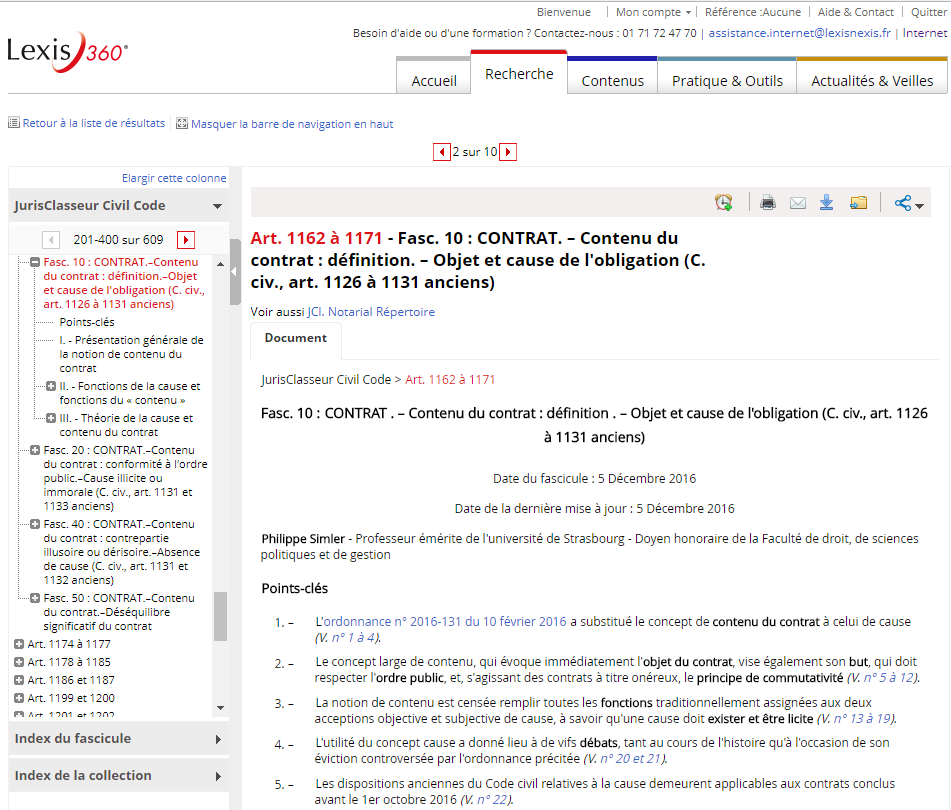 Bienvenue | Mon compte | Référence :Aucune | Aide & Contact | Quitter
Besoin d'aide ou d'une formation ? Contactez-nous : 01 71 72 47 70 | assistance.internet@lexisnexis.fr | Internet
Lexis 360°
Accueil Recherche Contenus Pratique & Outils Actualités & Veilles
Retour à la liste de résultats Masquer la barre de navigation en haut
2 sur 10
Elargir cette colonne
JurisClasseur Civil Code
201-400 sur 609
Fasc. 10 : CONTRAT.–Contenu
du contrat : définition.–Objet
et cause de l'obligation (C. civ.,
art. 1126 à 1131 anciens)
Points-clés
I. - Présentation générale de
la notion de contenu du
contrat
II. - Fonctions de la cause et
fonctions du « contenu »
III. - Théorie de la cause et
contenu du contrat
Fasc. 20 : CONTRAT.–Contenu
du contrat : conformité à l'ordre
public.–Cause illicite ou
immorale (C. civ., art. 1131 et
1133 anciens)
Fasc. 40 : CONTRAT.–Contenu
du contrat : contrepartie
illusoire ou dérisoire.–Absence
de cause (C. civ., art. 1131 et
1132 anciens)
Fasc. 50 : CONTRAT.–Contenu
du contrat.–Déséquilibre
significatif du contrat
Art. 1174 à 1177
Art. 1178 à 1185
Art. 1186 et 1187
Art. 1199 et 1200
Art. 1201 et 1202
Index du fascicule
Index de la collection
Art. 1162 à 1171 - Fasc. 10 : CONTRAT. – Contenu du
contrat : définition. – Objet et cause de l'obligation (C.
civ., art. 1126 à 1131 anciens)
Voir aussi JCl. Notarial Répertoire
Document
JurisClasseur Civil Code > Art. 1162 à 1171
Fasc. 10 : CONTRAT . – Contenu du contrat : définition . – Objet et cause de l'obligation (C. civ., art. 1126
à 1131 anciens)
Date du fascicule : 5 Décembre 2016
Date de la dernière mise à jour : 5 Décembre 2016
Philippe Simler - Professeur émérite de l'université de Strasbourg - Doyen honoraire de la Faculté de droit, de sciences
politiques et de gestion
Points-clés
1. – L'ordonnance n° 2016-131 du 10 février 2016 a substitué le concept de contenu du contrat à celui de cause
(V. n° 1 à 4).
2. – Le concept large de contenu, qui évoque immédiatement l'objet du contrat, vise également son but, qui doit
respecter l'ordre public, et, s'agissant des contrats à titre onéreux, le principe de commutativité (V. n° 5 à 12).
3. – La notion de contenu est censée remplir toutes les fonctions traditionnellement assignées aux deux
acceptions objective et subjective de cause, à savoir qu'une cause doit exister et être licite (V. n° 13 à 19).
4. – L'utilité du concept cause a donné lieu à de vifs débats, tant au cours de l'histoire qu'à l'occasion de son
éviction controversée par l'ordonnance précitée (V. n° 20 et 21).
5. – Les dispositions anciennes du Code civil relatives à la cause demeurent applicables aux contrats conclus
avant le 1er octobre 2016 (V. n° 22).